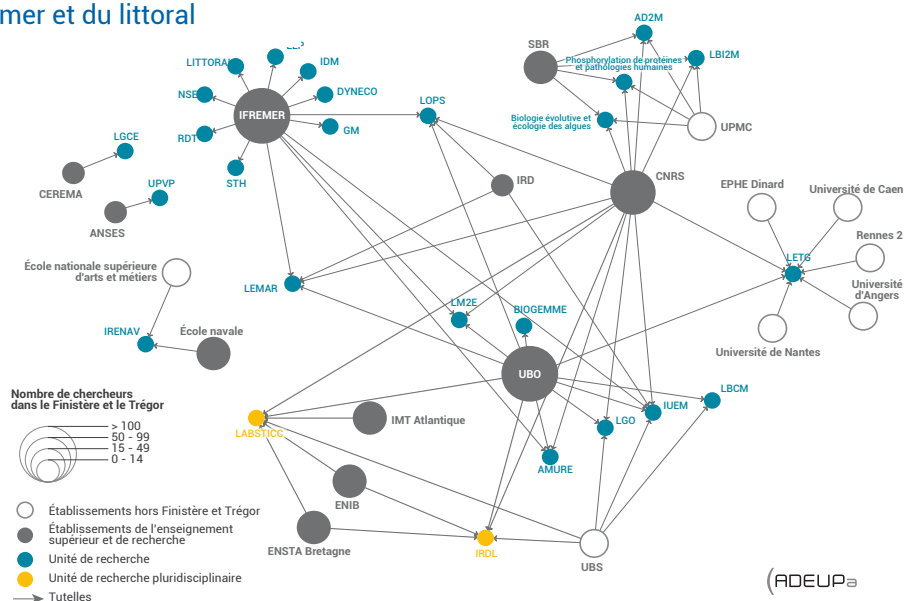 mer et du littoral
AD2M
SBR
LBI2M
Phosphorylation de protéines
et pathologies humaines
LITTORAL
IDM
NSE
DYNECO
IFREMER
LOPS
Biologie évolutive et
écologie des algues
UPMC
GM
RDT
LGCE
STH
CEREMA
UPVP
IRD
CNRS
EPHE Dinard
Université de Caen
ANSES
Rennes 2
École nationale supérieure
d'arts et métiers
LETG
LEMAR
Université
d'Angers
LM2E
BIOGEMME
IRENAV
École navale
Université de Nantes
UBO
Nombre de chercheurs
dans le Finistère et le Trégor
> 100
50 - 99
15 - 49
0 - 14
LBCM
IUEM
LGO
IMT Atlantique
LABSTICC
AMURE
ENIB
Établissements hors Finistère et Trégor
Établissements de l'enseignement
supérieur et de recherche
ENSTA Bretagne
IRDL
UBS
Unité de recherche
Unité de recherche pluridisciplinaire
Tutelles
ADEUPa